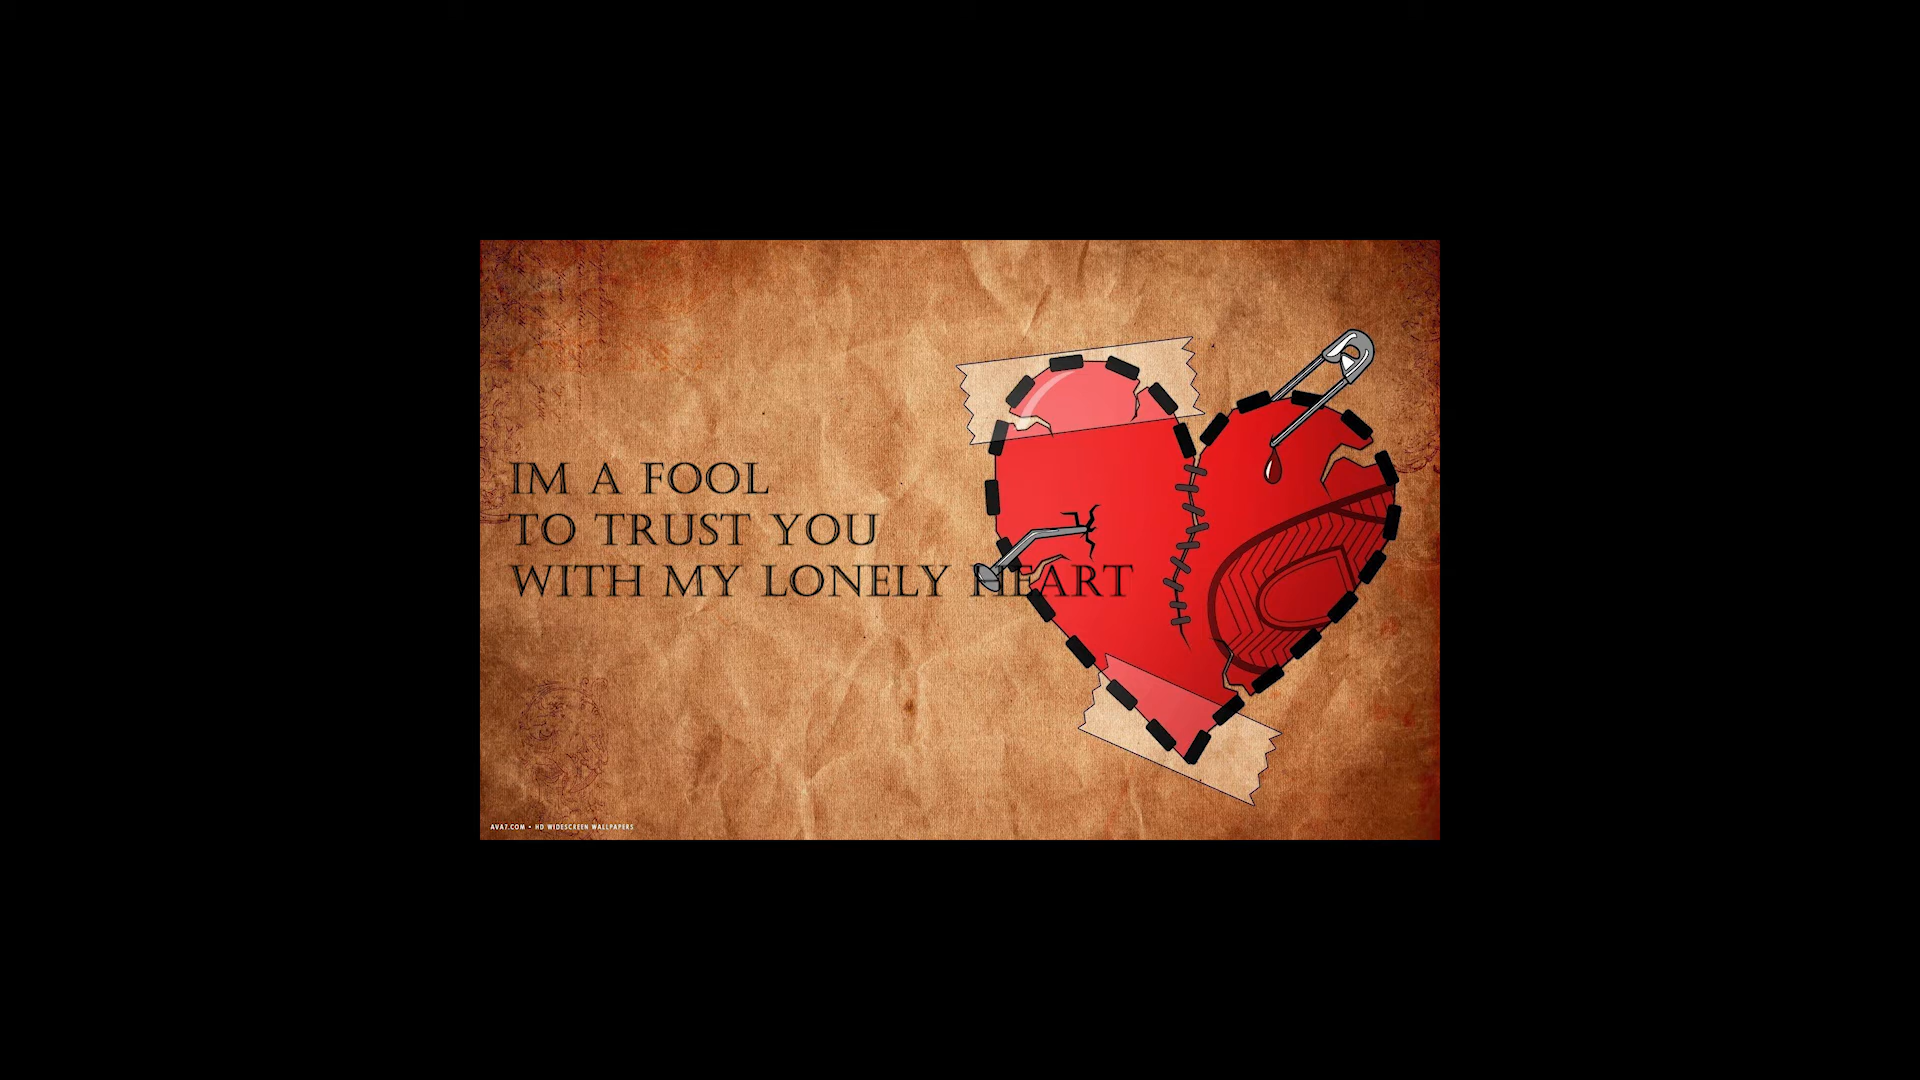 IM A FOOL
TO TRUST YOU
WITH MY LONELY HEART
AVA7.COM • HD WIDESCREEN WALLPAPERS